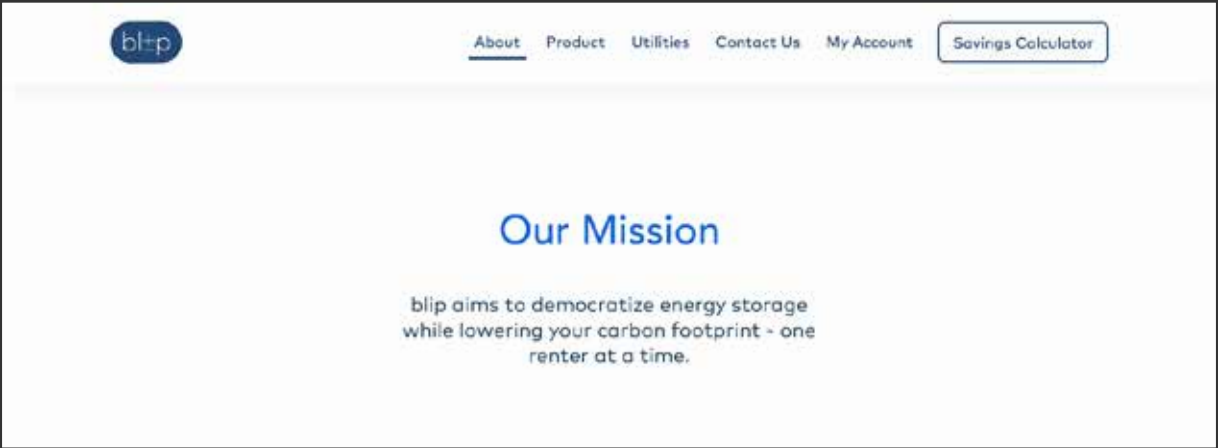 bl±p
About Product Utilities Contact Us My Account Savings Calculator
Our Mission
blip aims to democratize energy storage
while lowering your carbon footprint - one
renter at a time.